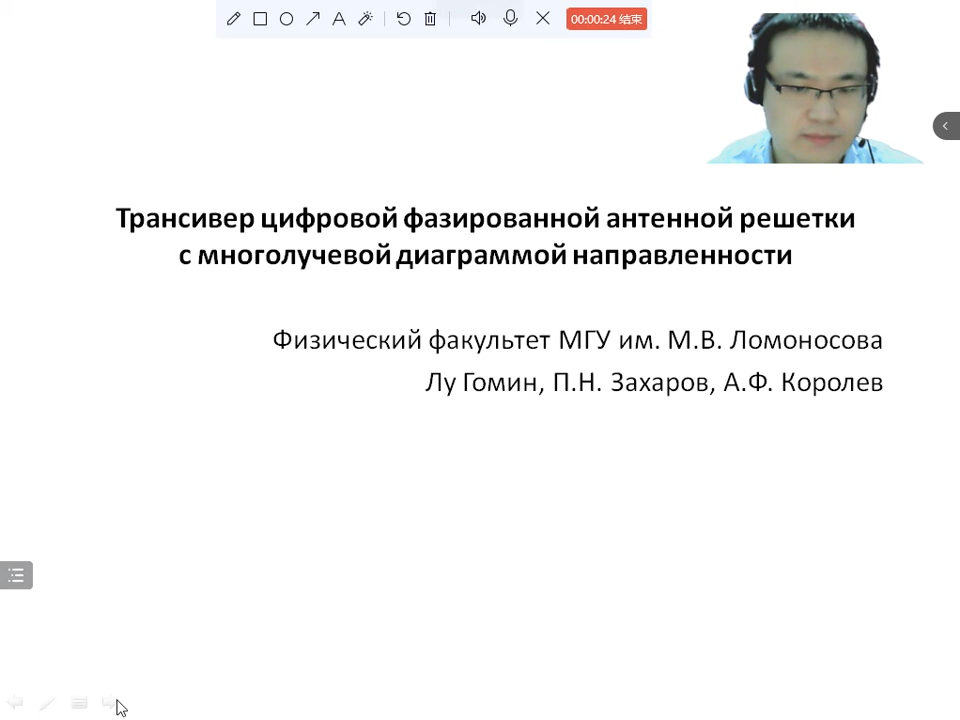 00:00:24 结束
Трансивер цифровой фазированной антенной решетки
с многолучевой диаграммой направленности
Физический факультет МГУ им. М.В. Ломоносова
Лу Гомин, П.Н. Захаров, А.Ф. Королев